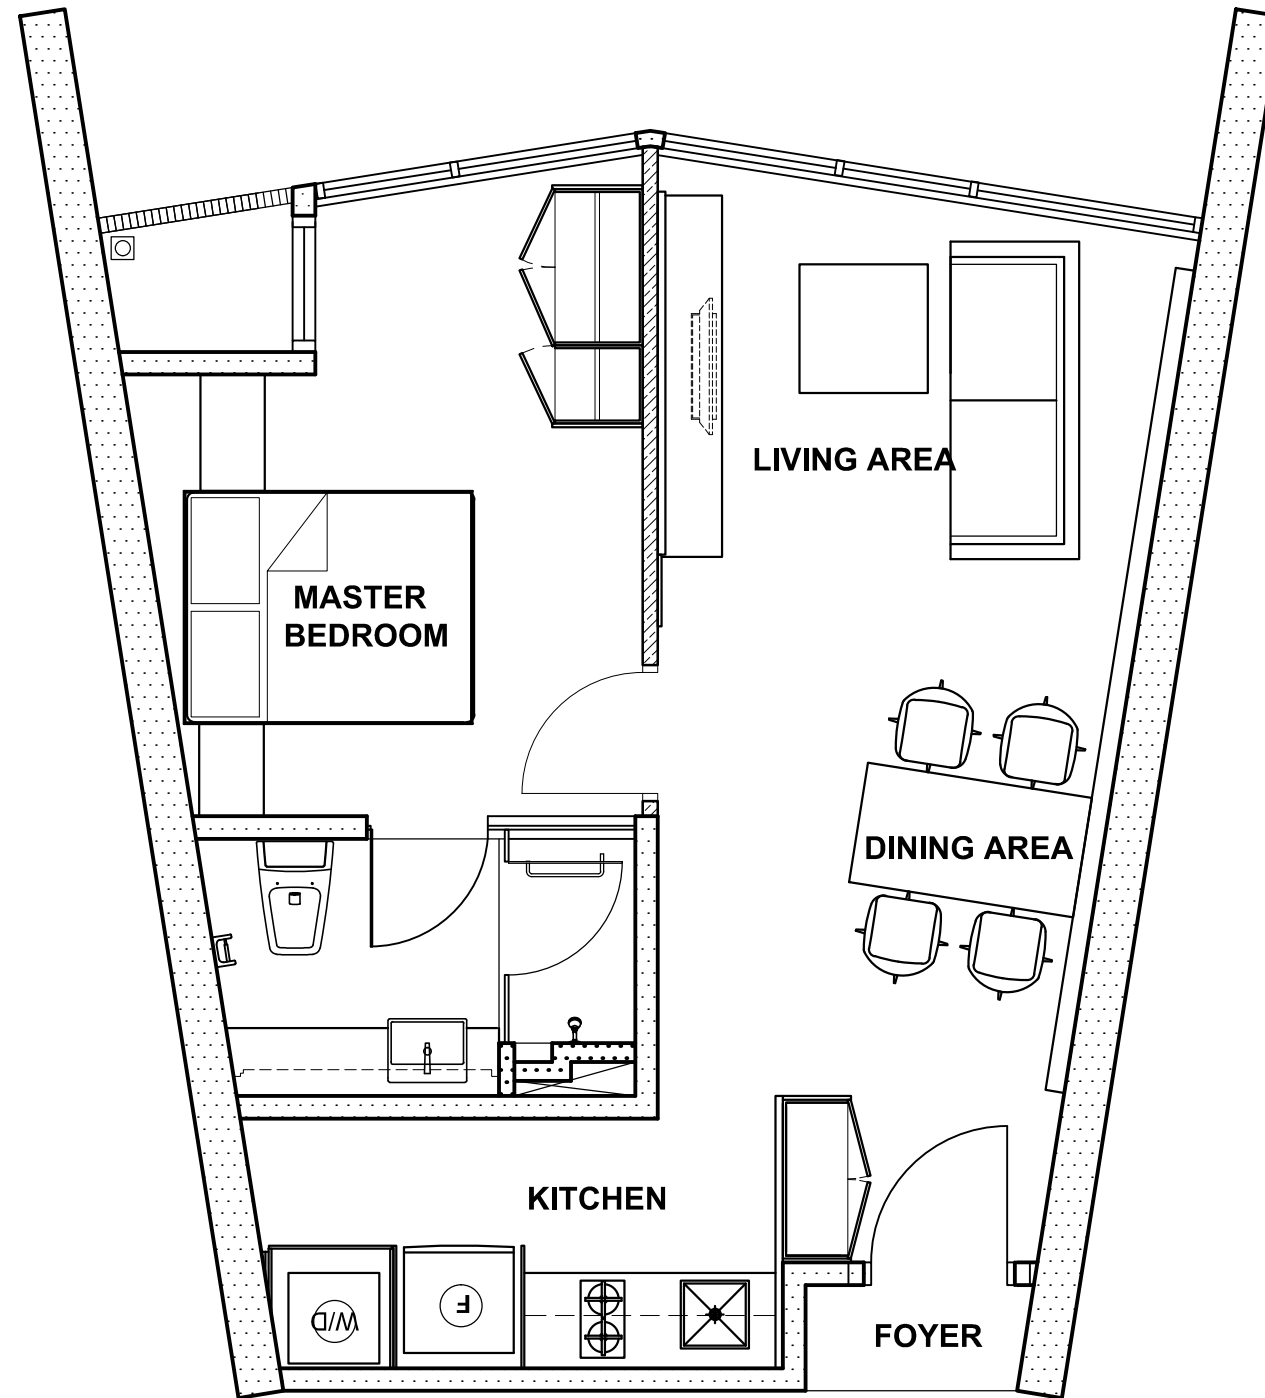 LIVING AREA
MASTER
BEDROOM
DINING AREA
KITCHEN
W/D
F
FOYER